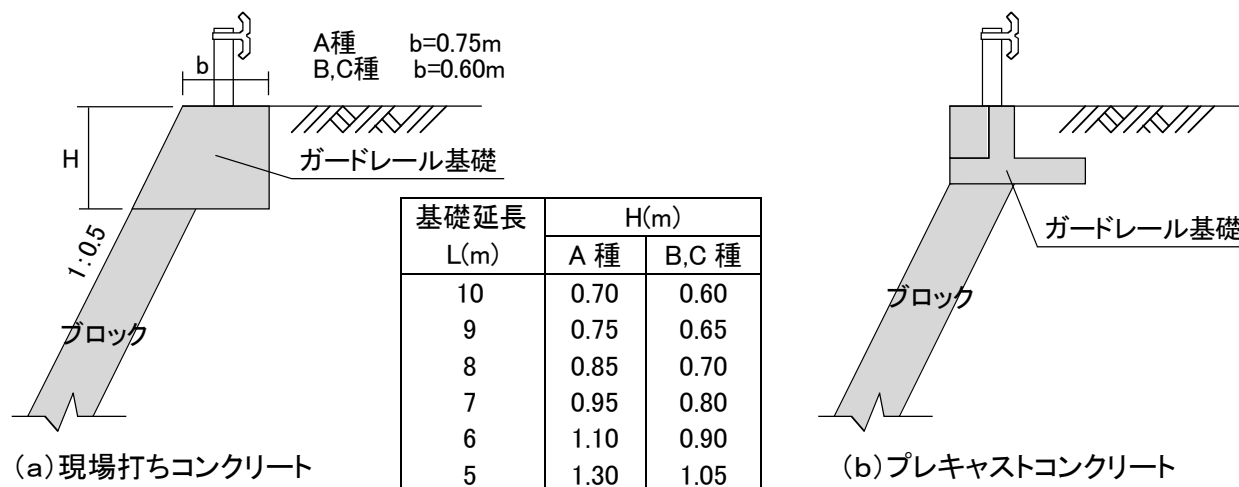 A種 b=0.75m
B,C種 b=0.60m
b
H
ガードレール基礎
1:0.5
ブロック
(a)現場打ちコンクリート
基礎延長 H(m)
L(m) A 種 B,C 種
10 0.70 0.60
9 0.75 0.65
8 0.85 0.70
7 0.95 0.80
6 1.10 0.90
5 1.30 1.05
ガードレール基礎
ブロック
(b)プレキャストコンクリート